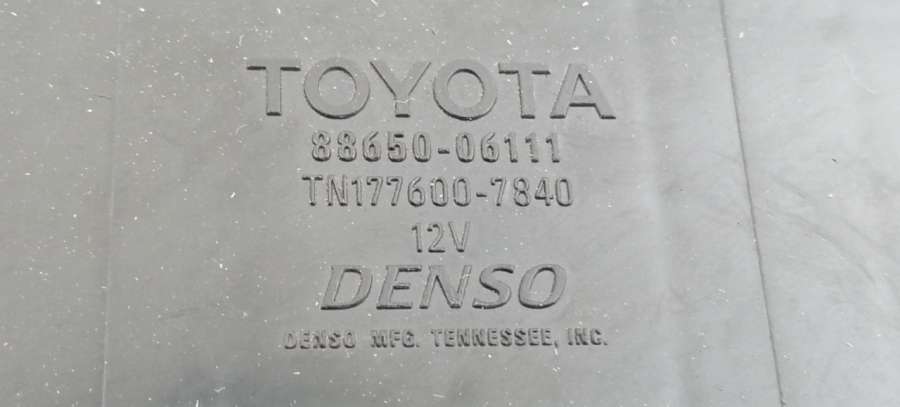 TOYOTA
88650-06111
TN177600-7840
12V
DENSO
DENSO MFG. TENNESSEE, INC.